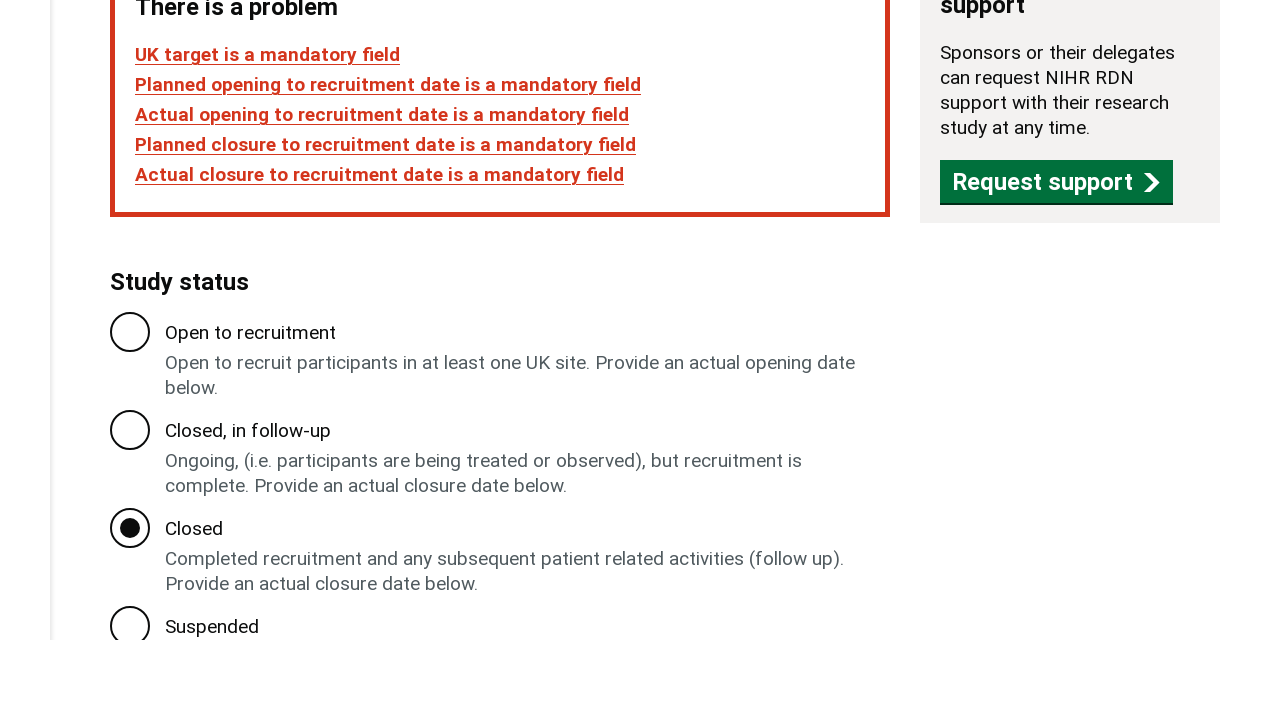 There is a problem
UK target is a mandatory field
Planned opening to recruitment date is a mandatory field
Actual opening to recruitment date is a mandatory field
Planned closure to recruitment date is a mandatory field
Actual closure to recruitment date is a mandatory field
support
Sponsors or their delegates
can request NIHR RDN
support with their research
study at any time.
Request support
Study status
Open to recruitment
Open to recruit participants in at least one UK site. Provide an actual opening date
below.
Closed, in follow-up
Ongoing, (i.e. participants are being treated or observed), but recruitment is
complete. Provide an actual closure date below.
Closed
Completed recruitment and any subsequent patient related activities (follow up).
Provide an actual closure date below.
Suspended